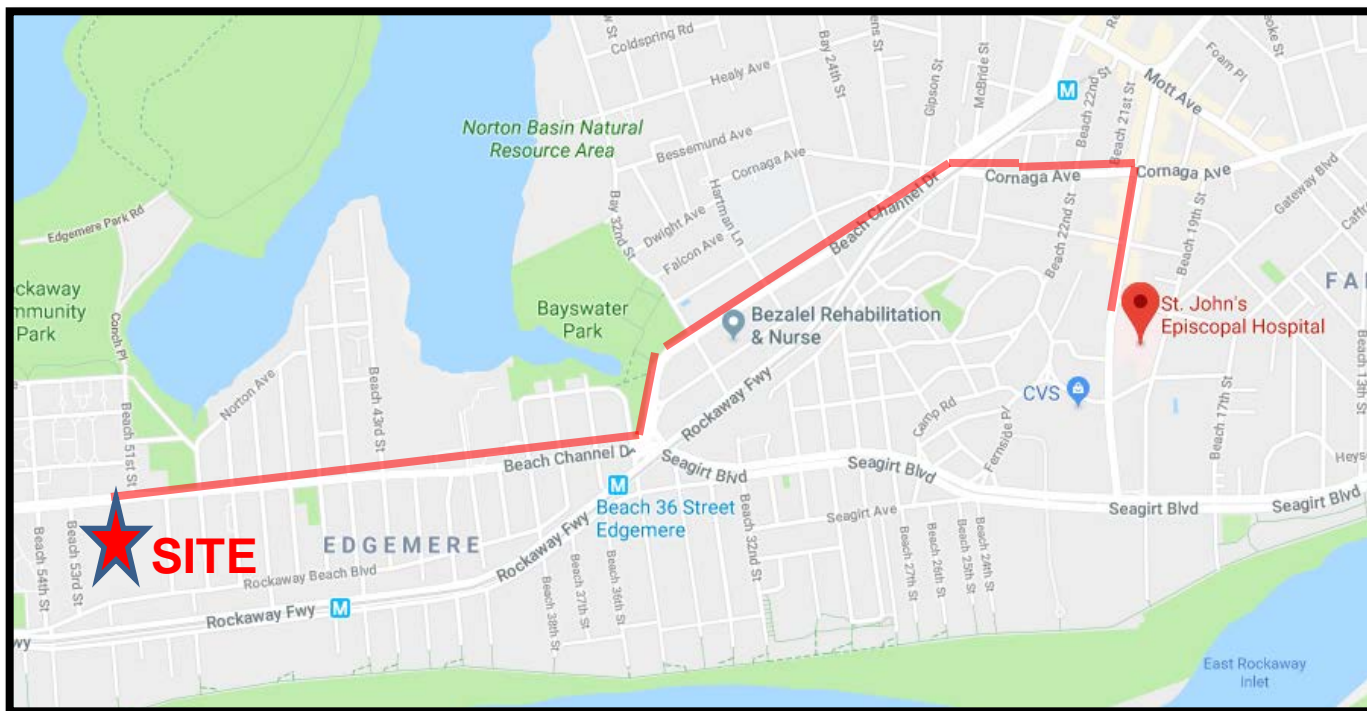 Coldspring Rd
Healy Ave
Bay 24th St
Gipson St
McBride St
Beach 22nd St
Beach 21st St
Mott Ave
Foam Pl
Norton Basin Natural
Resource Area
Bessemund Ave
Cornaga Ave
Hartman Ln
Bay 32nd St
Dwight Ave
Falcon Ave
Beach Channel Dr
Cornaga Ave
Cornaga Ave
Beach 22nd St
Beach 19th St
Gateway Blvd
Edgemere Park Rd
ckaway
mmunity
Park
Conch Pl
Bayswater
Park
Bezalel Rehabilitation
& Nurse
St. John's
Episcopal Hospital
FAR
Beach 13th St
Norton Ave
Beach 43rd St
Beach 51st St
Rockaway Fwy
CVS
Camp Rd
Fernside Pl
Beach 17th St
Beach Channel Dr
Seagirt Blvd
Seagirt Blvd
Seagirt Blvd
Seagirt Blvd
M
M
M
Beach 36 Street
Edgemere
Seagirt Ave
SITE
EDGEMERE
Rockaway Beach Blvd
Rockaway Fwy
Rockaway Fwy
Beach 54th St
Beach 53rd St
Beach 38th St
Beach 37th St
Beach 36th St
Beach 32nd St
Beach 27th St
Beach 26th St
Beach 25th St
Beach 24th St
wy
East Rockaway
Inlet